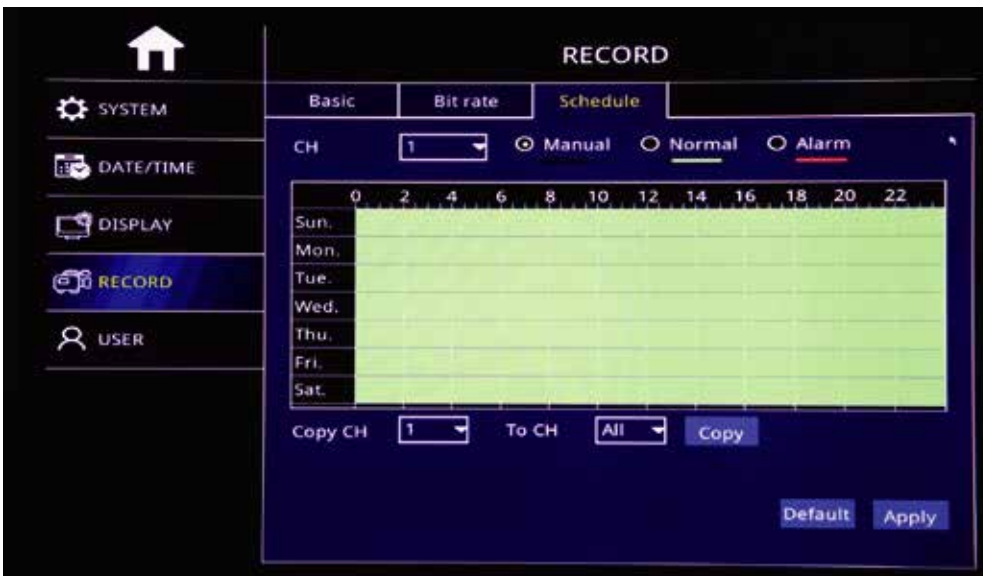 RECORD
SYSTEM
DATE/TIME
DISPLAY
RECORD
USER
Basic Bit rate Schedule
CH 1 Manual Normal Alarm
0 2 4 6 8 10 12 14 16 18 20 22
Sun.
Mon.
Tue.
Wed.
Thu.
Fri.
Sat.
Copy CH 1 To CH All Copy
Default Apply